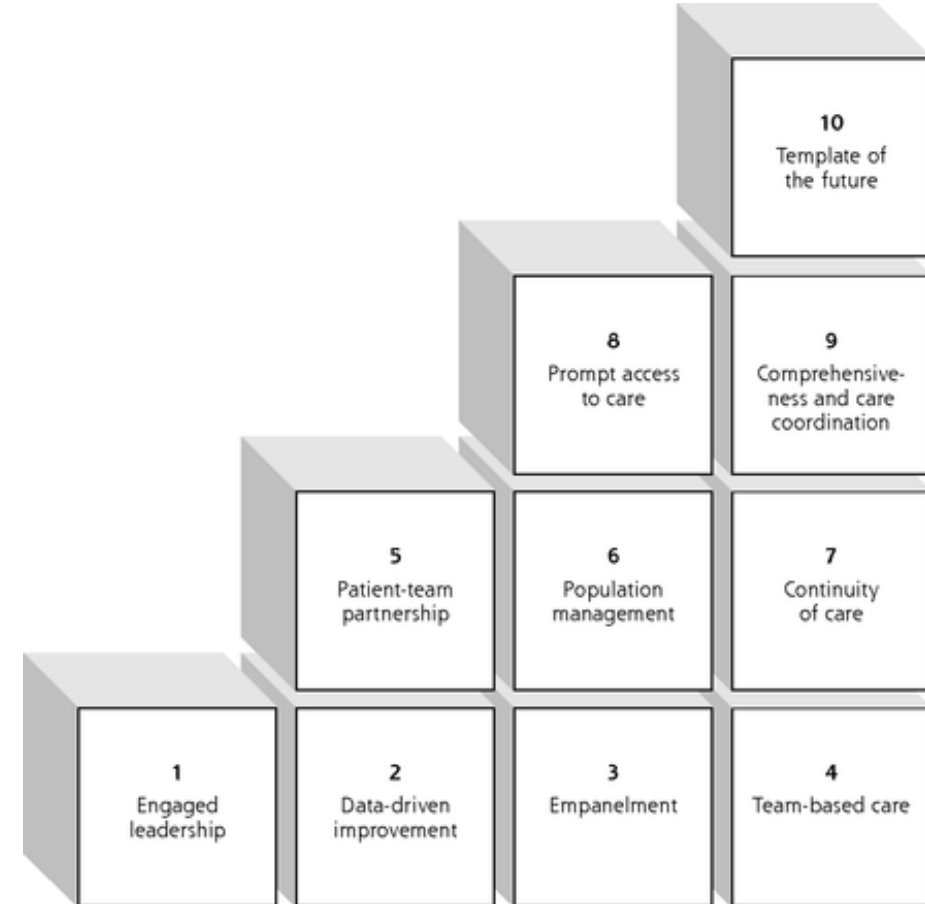 10
Template of
the future
8
Prompt access
to care
9
Comprehensive-
ness and care
coordination
5
Patient-team
partnership
6
Population
management
7
Continuity
of care
1
Engaged
leadership
2
Data-driven
improvement
3
Empanelment
4
Team-based care